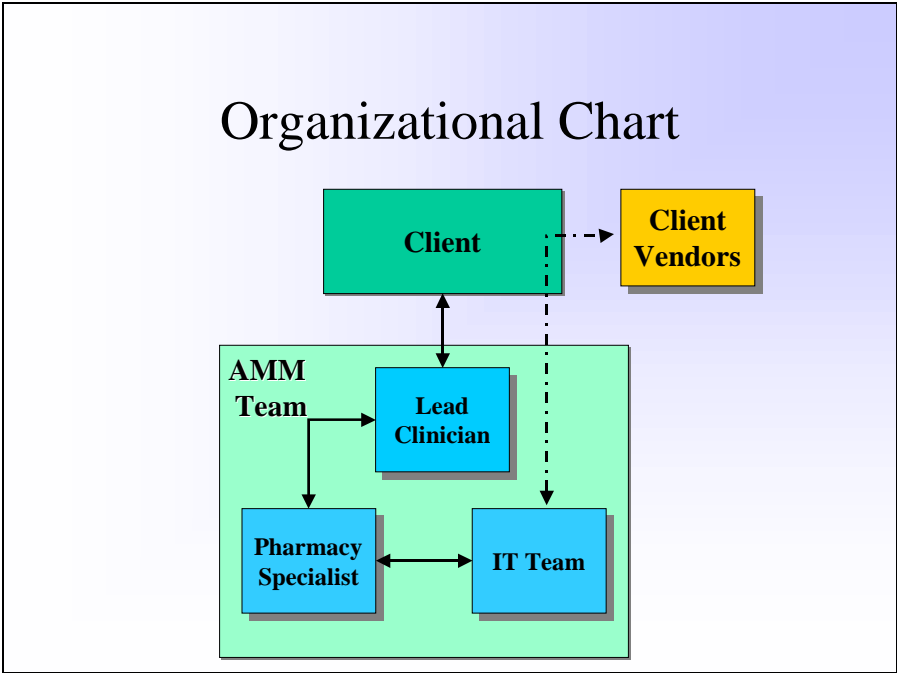 Organizational Chart
Client
Client
Vendors
AMM
Team
Lead
Clinician
Pharmacy
Specialist
IT Team